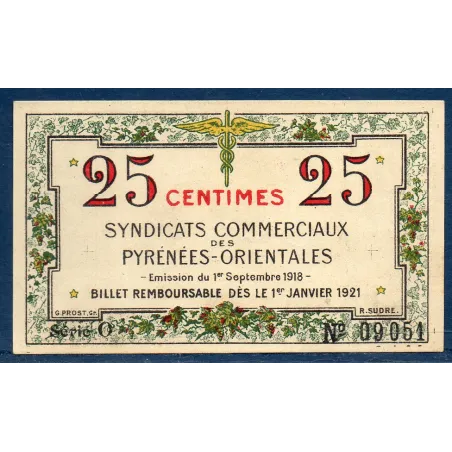 25 CENTIMES 25
SYNDICATS COMMERCIAUX
DES
PYRÉNÉES-ORIENTALES
- Emission du 1er Septembre 1918 -
BILLET REMBOURSABLE DÈS LE 1er JANVIER 1921
G. PROST, Gr. R. SUDRE.
Série O Nº 09051